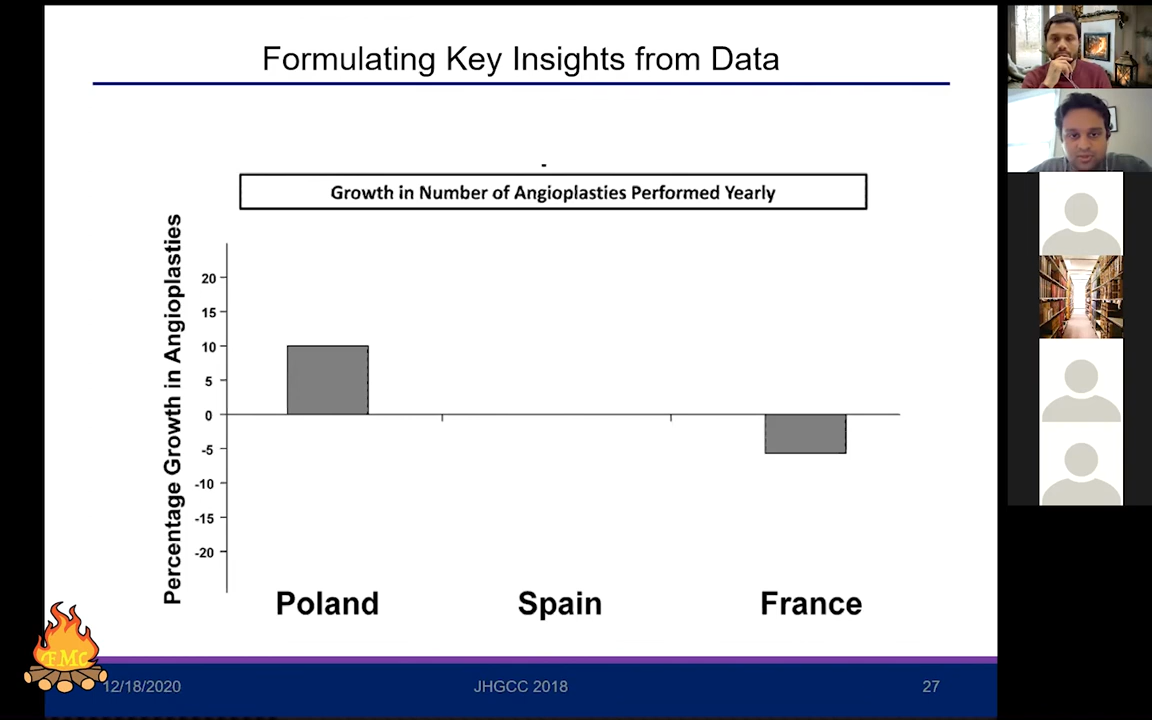 Formulating Key Insights from Data
-
Growth in Number of Angioplasties Performed Yearly
Percentage Growth in Angioplasties
20
15
10
5
0
-5
-10
-15
-20
Poland Spain France
FMC
12/18/2020 JHGCC 2018 27